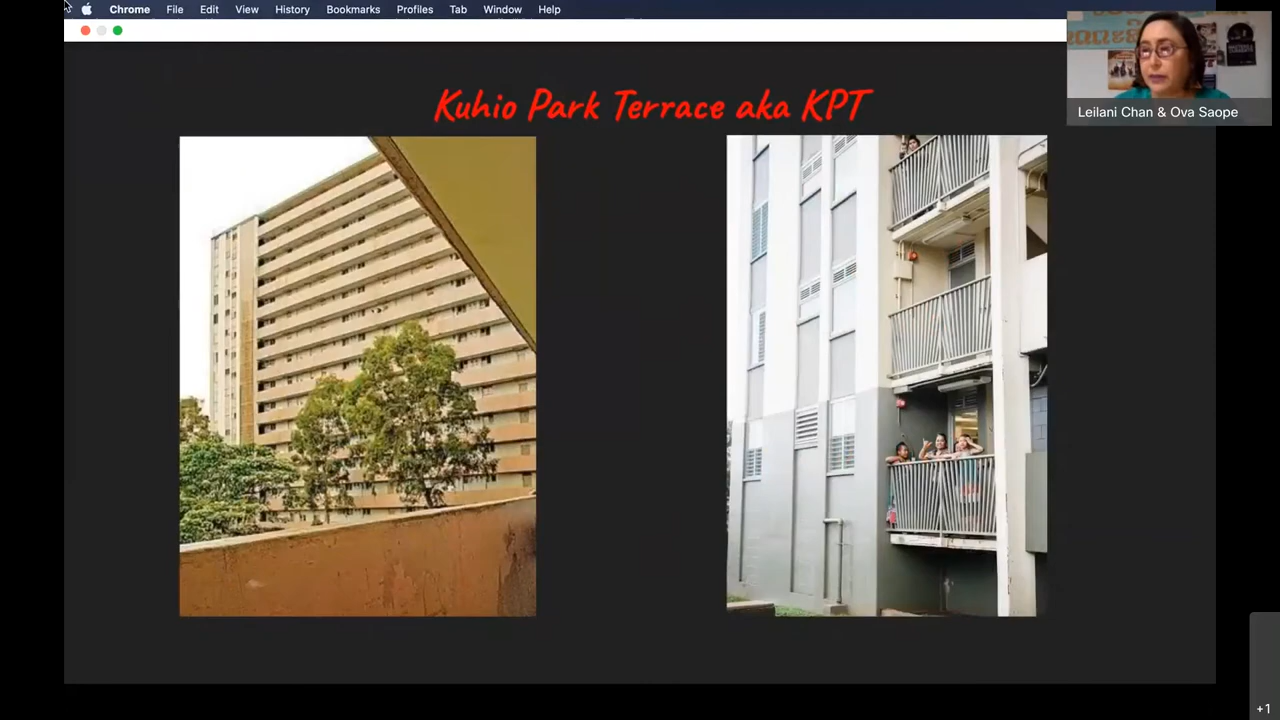 Chrome File Edit View History Bookmarks Profiles Tab Window Help
Kuhio Park Terrace aka KPT
Leilani Chan & Ova Saope
+1